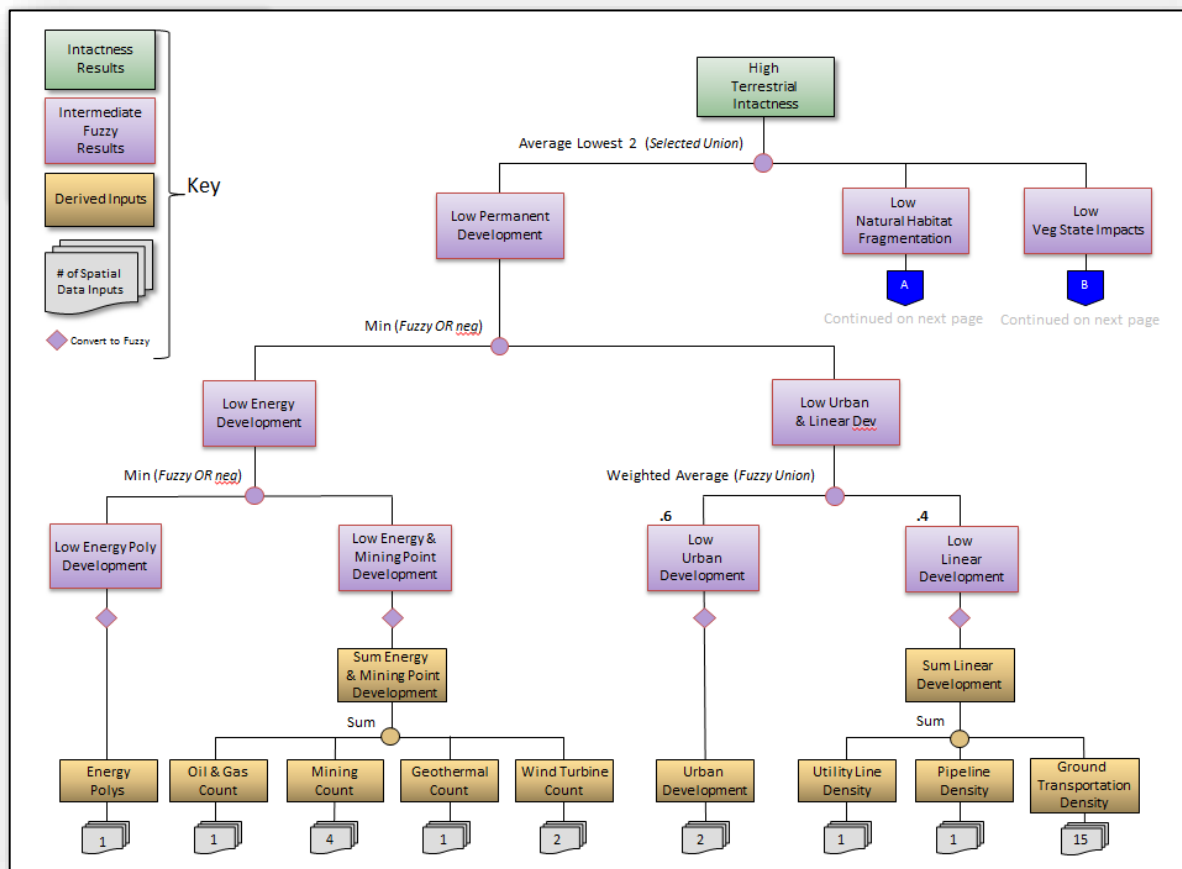 Intactness
Results
Intermediate
Fuzzy
Results
Derived Inputs
# of Spatial
Data Inputs
Convert to Fuzzy
Key
High
Terrestrial
Intactness
Average Lowest 2 (Selected Union)
Low Permanent
Development
Low
Natural Habitat
Fragmentation
Low
Veg State Impacts
A
B
Continued on next page
Continued on next page
Min (Fuzzy OR neg)
Low Energy
Development
Low Urban
& Linear Dev
Min (Fuzzy OR neg)
Weighted Average (Fuzzy Union)
.6
.4
Low Energy Poly
Development
Low Energy &
Mining Point
Development
Low
Urban
Development
Low
Linear
Development
Sum Energy
& Mining Point
Development
Sum Linear
Development
Sum
Sum
Energy
Polys
Oil & Gas
Count
Mining
Count
Geothermal
Count
Wind Turbine
Count
Urban
Development
Utility Line
Density
Pipeline
Density
Ground
Transportation
Density
1
1
4
1
2
2
1
1
15